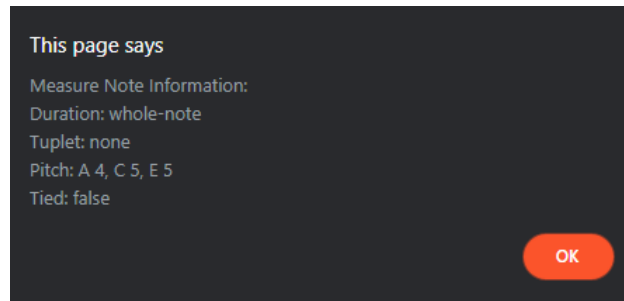 This page says
Measure Note Information:
Duration: whole-note
Tuplet: none
Pitch: A 4, C 5, E 5
Tied: false
OK